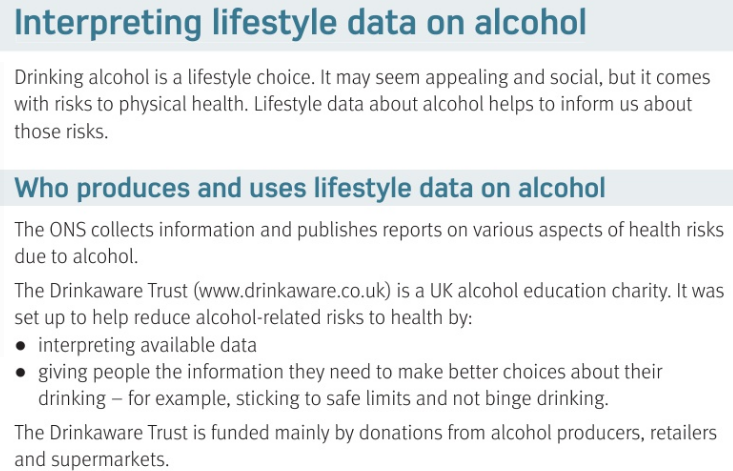 Interpreting lifestyle data on alcohol
Drinking alcohol is a lifestyle choice. It may seem appealing and social, but it comes
with risks to physical health. Lifestyle data about alcohol helps to inform us about
those risks.
Who produces and uses lifestyle data on alcohol
The ONS collects information and publishes reports on various aspects of health risks
due to alcohol.
The Drinkaware Trust (www.drinkaware.co.uk) is a UK alcohol education charity. It was
set up to help reduce alcohol-related risks to health by:
● interpreting available data
● giving people the information they need to make better choices about their
drinking – for example, sticking to safe limits and not binge drinking.
The Drinkaware Trust is funded mainly by donations from alcohol producers, retailers
and supermarkets.